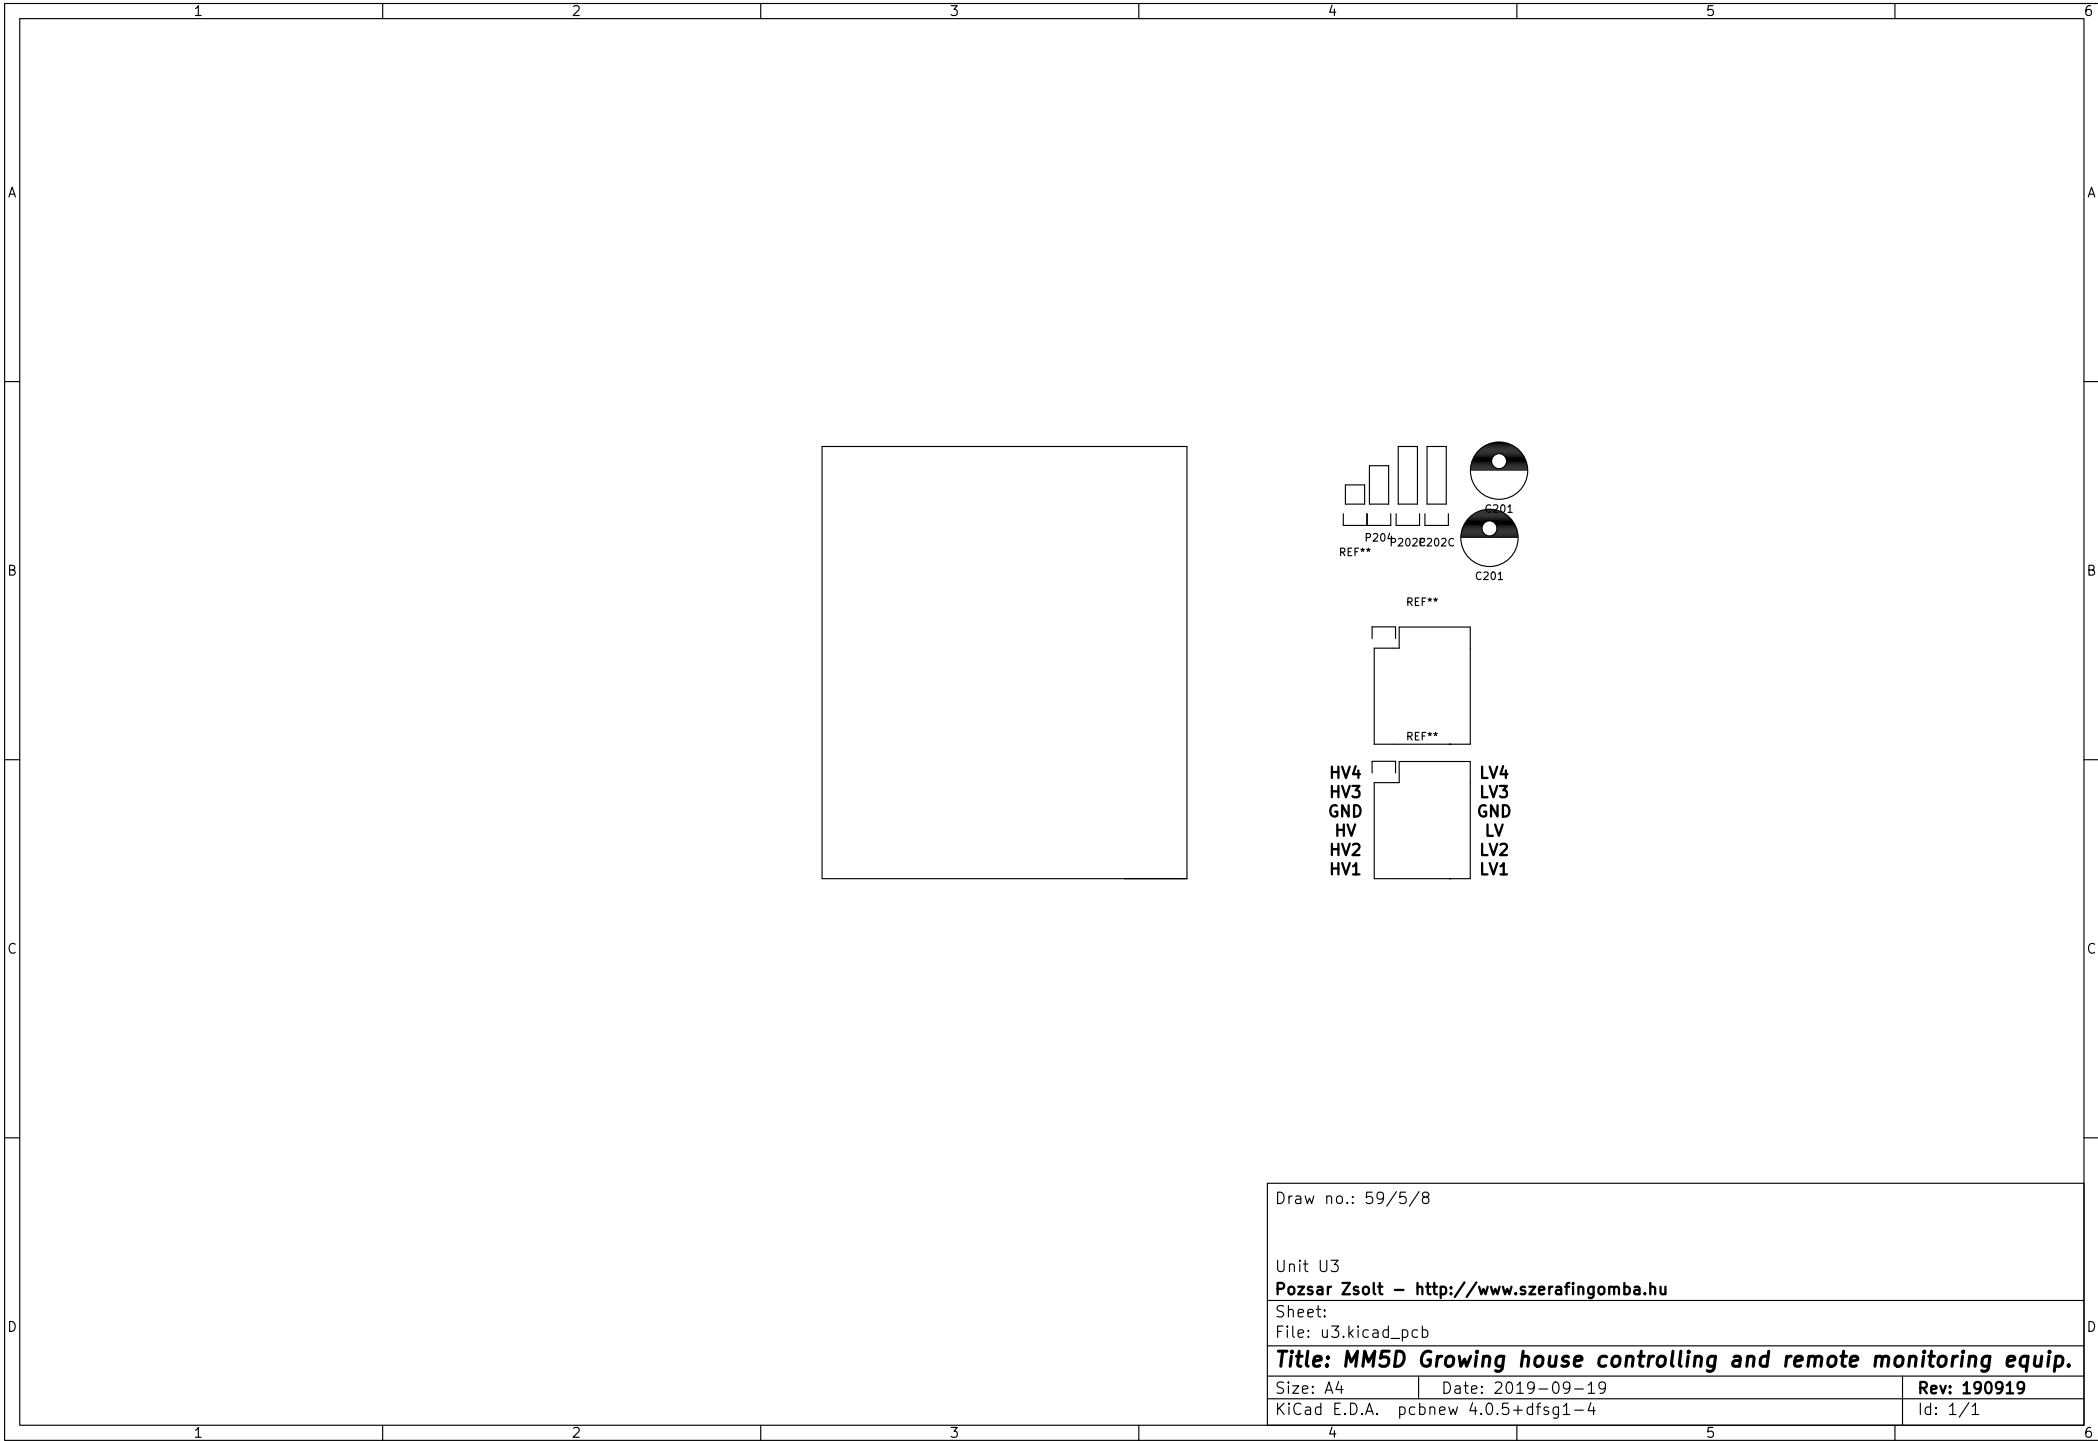 1 2 3 4 5 6
A A
C201
P204 P202C
REF**
B B
C201
REF**
REF**
HV4 LV4
HV3 LV3
GND GND
HV LV
HV2 LV2
HV1 LV1
C C
Draw no.: 59/5/8
Unit U3
Pozsar Zsolt – http://www.szerafingomba.hu
Sheet:
File: u3.kicad_pcb
D D
Title: MM5D Growing house controlling and remote monitoring equip.
Size: A4 Date: 2019-09-19 Rev: 190919
KiCad E.D.A. pcbnew 4.0.5+dfsg1-4 Id: 1/1
1 2 3 4 5 6